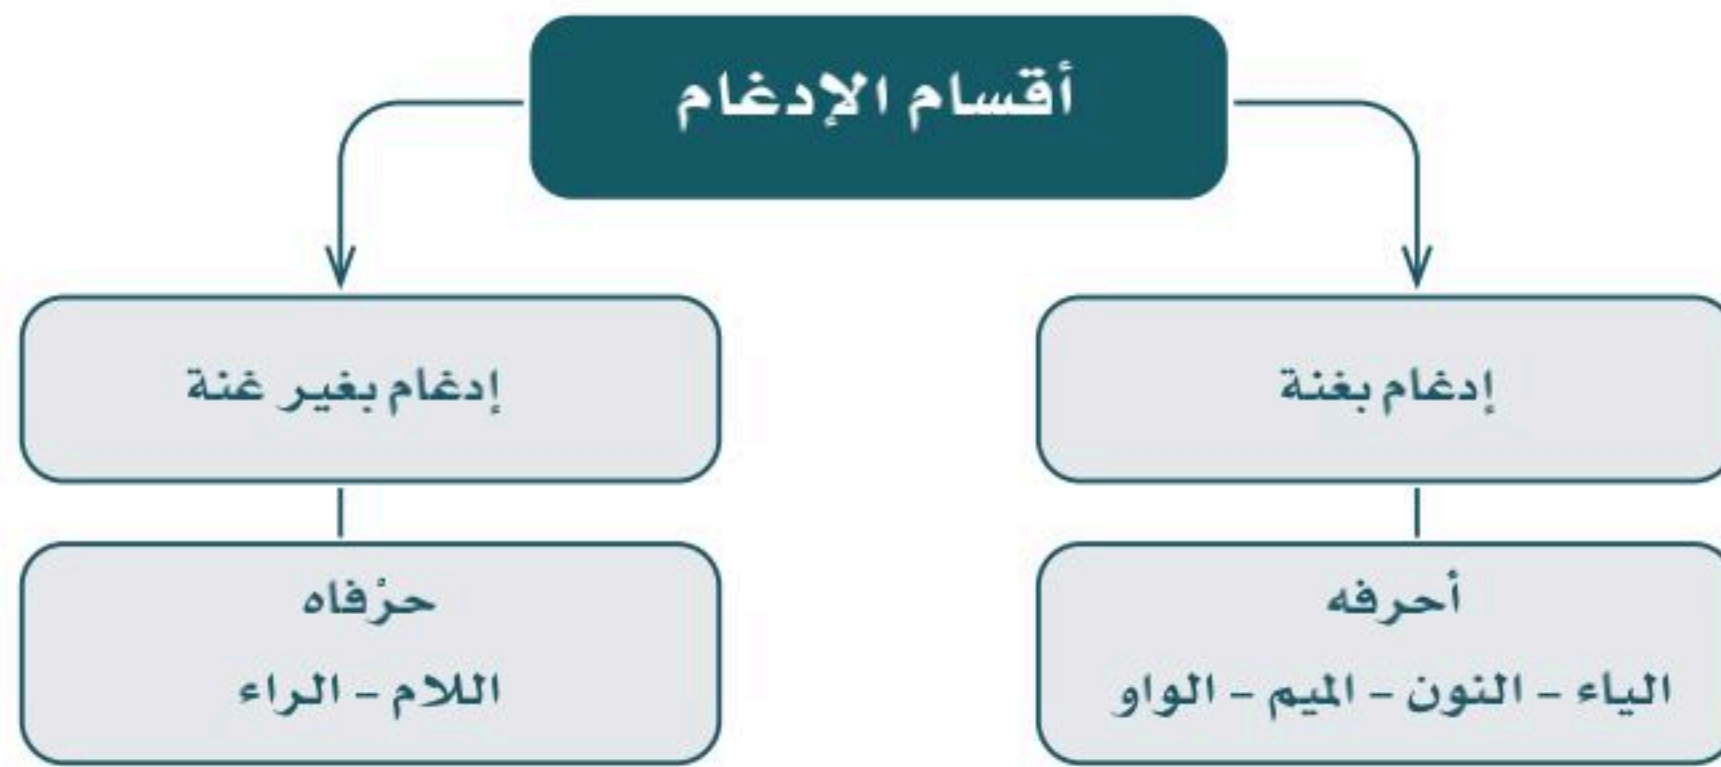 أقسام الإدغام
إدغام بغنة
إدغام بغير غنة
أحرفه
الياء - النون - الميم - الواو
حرْفاه
اللام - الراء